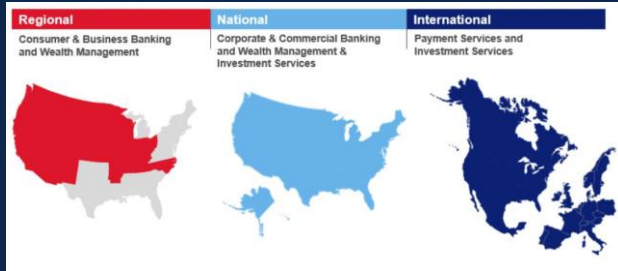 Regional
Consumer & Business Banking
and Wealth Management
National
Corporate & Commercial Banking
and Wealth Management &
Investment Services
International
Payment Services and
Investment Services